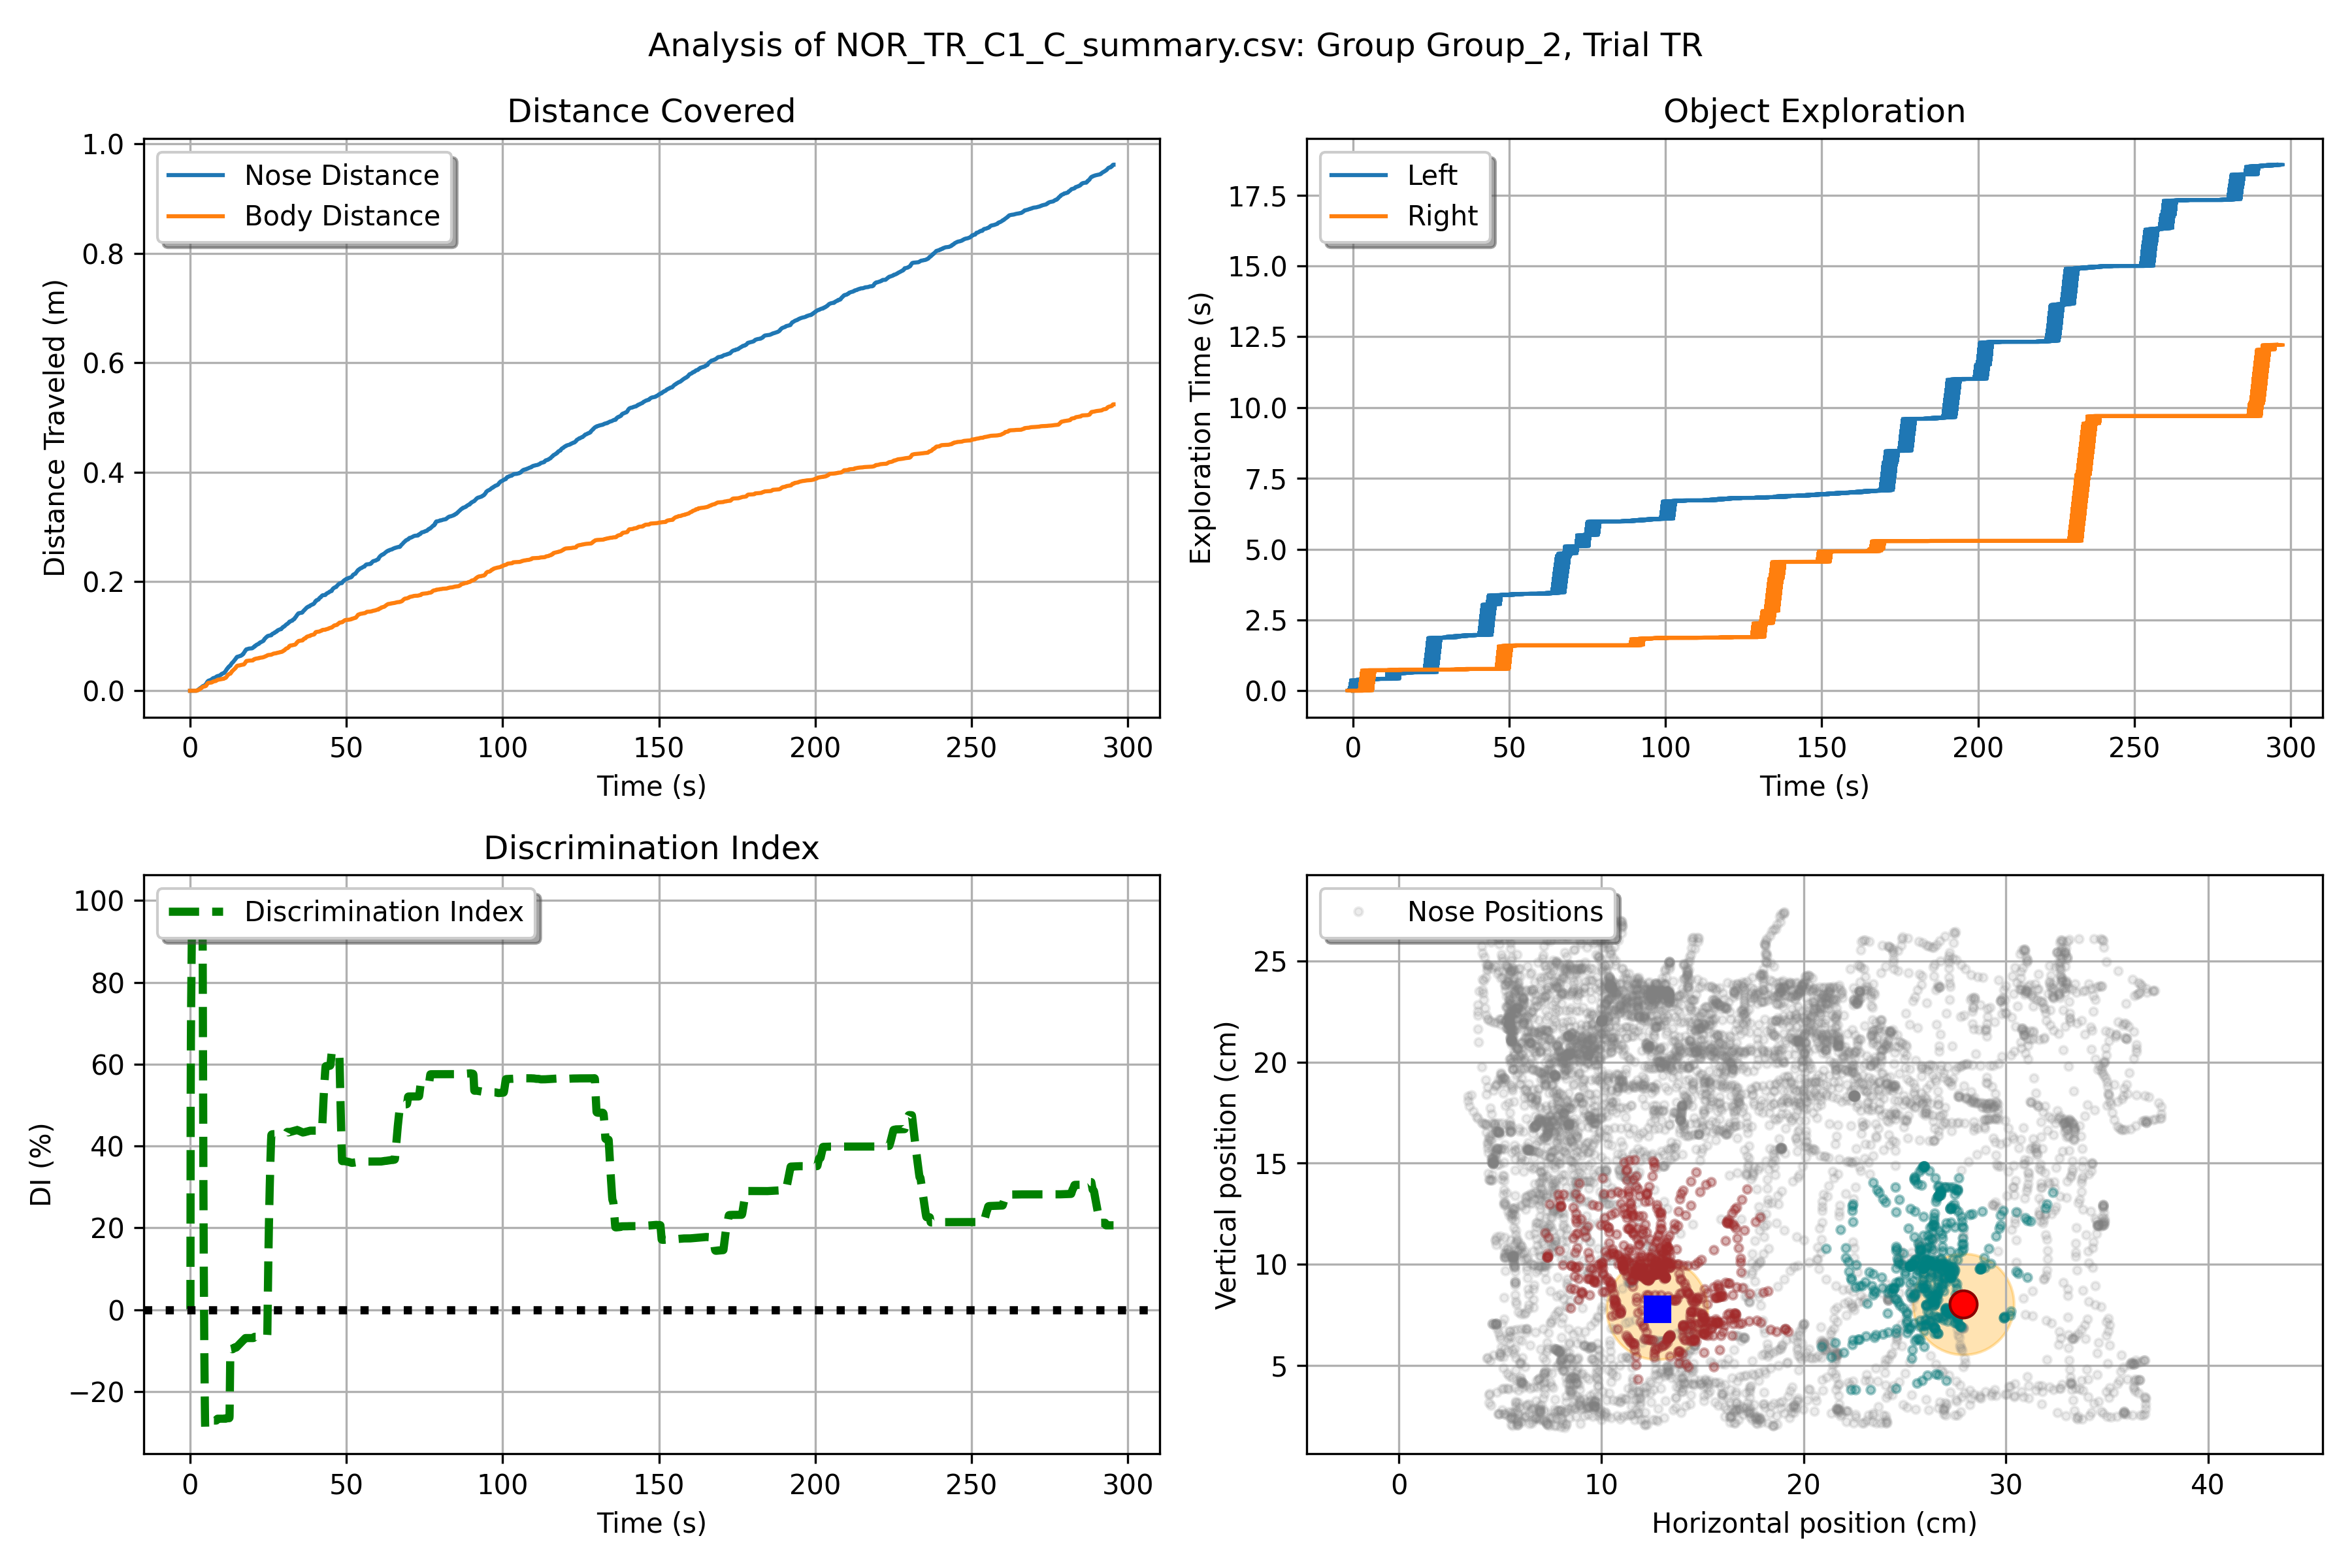 Analysis of NOR_TR_C1_C_summary.csv: Group Group_2, Trial TR
Distance Covered
Nose Distance
Body Distance
Distance Traveled (m)
1.0
0.8
0.6
0.4
0.2
0.0
0 50 100 150 200 250 300
Time (s)
Object Exploration
Left
Right
Exploration Time (s)
17.5
15.0
12.5
10.0
7.5
5.0
2.5
0.0
0 50 100 150 200 250 300
Time (s)
Discrimination Index
Discrimination Index
DI (%)
100
80
60
40
20
0
−20
0 50 100 150 200 250 300
Time (s)
Nose Positions
Vertical position (cm)
25
20
15
10
5
0 10 20 30 40
Horizontal position (cm)